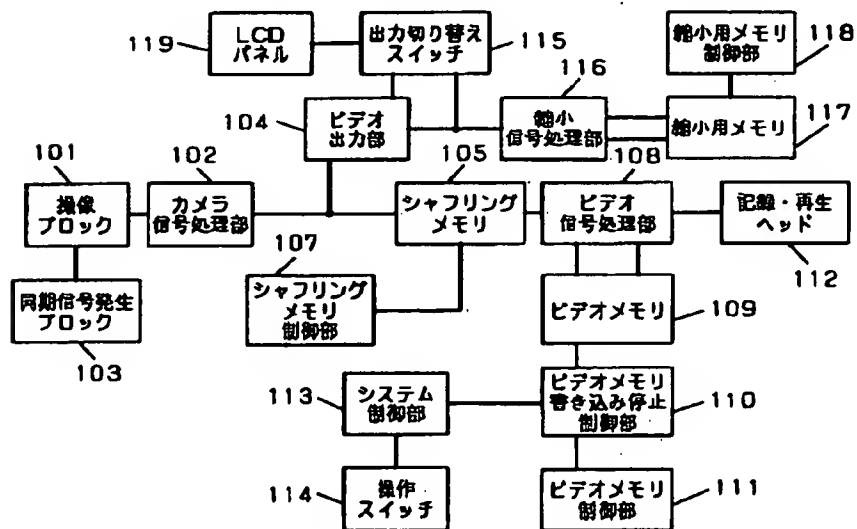 119
LCD
パネル
出力切り替え
スイッチ
115
縮小用メモリ
制御部
118
116
104
ビデオ
出力部
縮小
信号処理部
縮小用メモリ
117
101
102
105
108
撮像
ブロック
カメラ
信号処理部
シャフリング
メモリ
ビデオ
信号処理部
記録・再生
ヘッド
112
107
同期信号発生
ブロック
103
シャフリング
メモリ
制御部
ビデオメモリ
109
113
システム
制御部
ビデオメモリ
書き込み停止
制御部
110
114
操作
スイッチ
ビデオメモリ
制御部
111